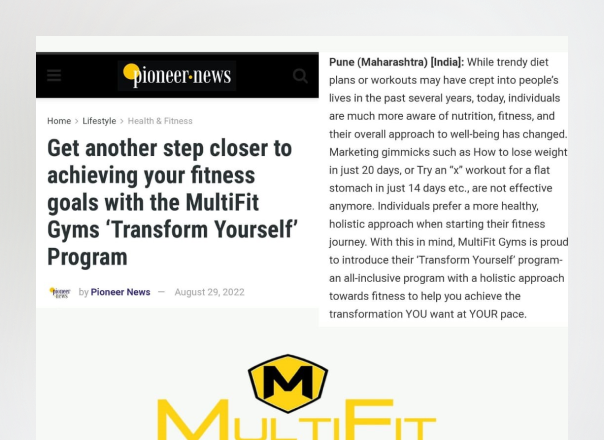 pioneer·news
Home > Lifestyle > Health & Fitness
Get another step closer to
achieving your fitness
goals with the MultiFit
Gyms ‘Transform Yourself’
Program
Pioneer
news
by Pioneer News — August 29, 2022
Pune (Maharashtra) [India]: While trendy diet
plans or workouts may have crept into people’s
lives in the past several years, today, individuals
are much more aware of nutrition, fitness, and
their overall approach to well-being has changed.
Marketing gimmicks such as How to lose weight
in just 20 days, or Try an “x” workout for a flat
stomach in just 14 days etc., are not effective
anymore. Individuals prefer a more healthy,
holistic approach when starting their fitness
journey. With this in mind, MultiFit Gyms is proud
to introduce their ‘Transform Yourself’ program-
an all-inclusive program with a holistic approach
towards fitness to help you achieve the
transformation YOU want at YOUR pace.
M
MULTIFIT